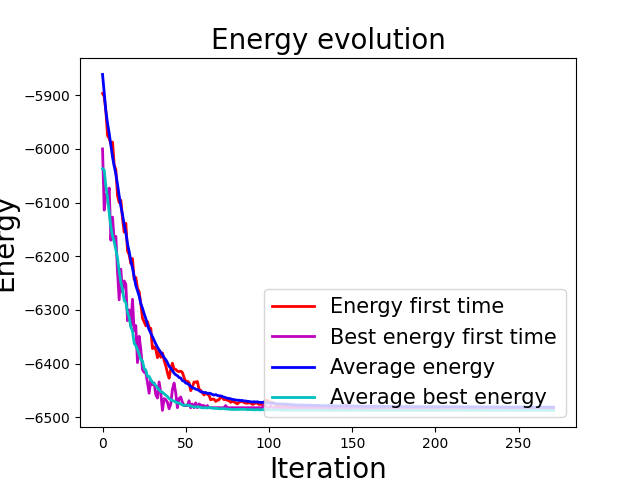 Energy evolution
Energy
−5900
−6000
−6100
−6200
−6300
−6400
−6500
Energy first time
Best energy first time
Average energy
Average best energy
0
50
100
150
200
250
Iteration